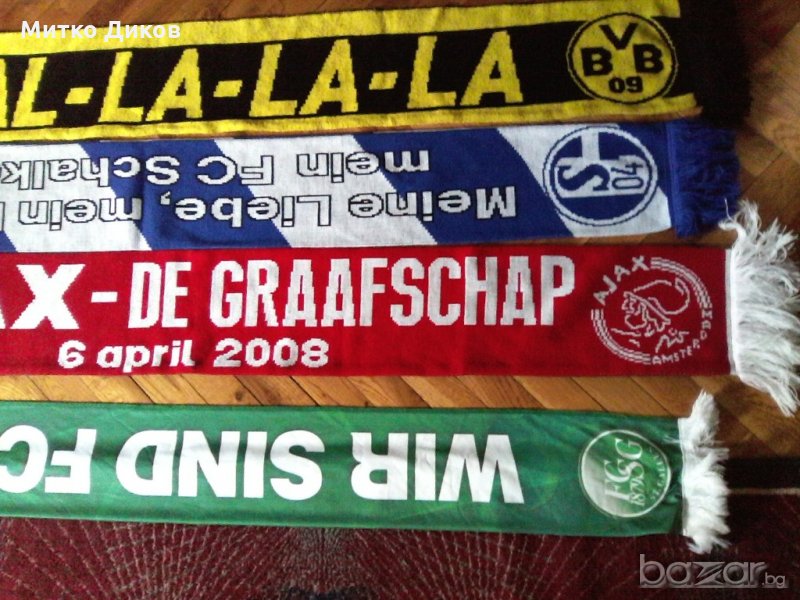 Митко Диков
AL-LA-LA-LA
BVB
09
Meine Liebe, mein
mein FC Schalk
S
04
AX-DE GRAAFSCHAP
6 april 2008
AJAX
AMSTERDAM
WIR SIND FC
FCSG
1879
bazar.bg